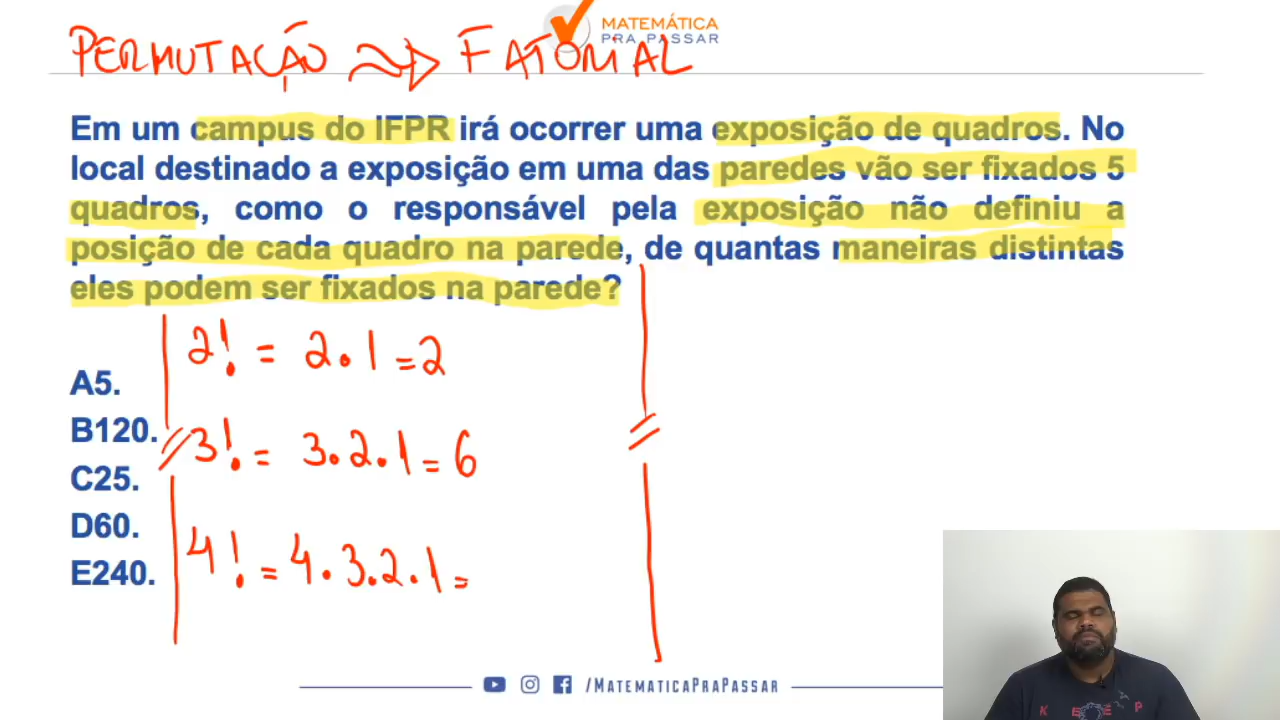 MATEMÁTICA
PRA PASSAR
PERMUTAÇÃO FATORIAL
Em um campus do IFPR irá ocorrer uma exposição de quadros. No
local destinado a exposição em uma das paredes vão ser fixados 5
quadros, como o responsável pela exposição não definiu a
posição de cada quadro na parede, de quantas maneiras distintas
eles podem ser fixados na parede?
2! = 2.1 = 2
A5.
B120.
3! = 3.2.1 = 6
C25.
D60.
4! = 4.3.2.1 =
E240.
/MATEMATICAPRAPASSAR
K E E P